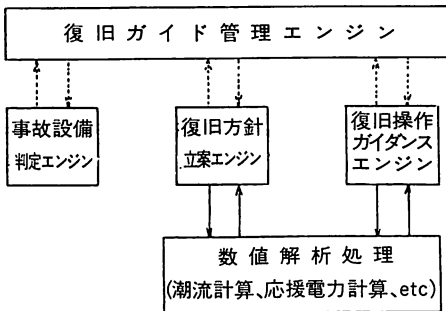 復旧ガイド管理エンジン
事故設備
判定エンジン
復旧方針
立案エンジン
復旧操作
ガイダンス
エンジン
数値解析処理
(潮流計算、応援電力計算、etc)